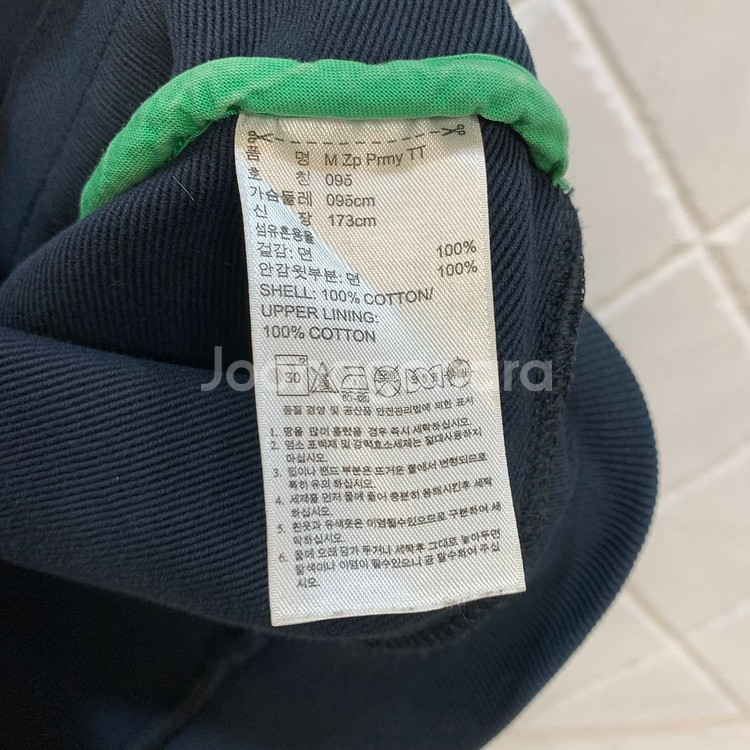 품 명 M Zp Prmy TT
호 칭 095
가슴둘레 095cm
신 장 173cm
섬유혼용율
겉감: 면 100%
안감윗부분: 면 100%
SHELL: 100% COTTON/
UPPER LINING:
100% COTTON
30
품질 경영 및 공산품 안전관리법에 의한 표시
1. 땀을 많이 흘렸을 경우 즉시 세탁하십시오.
2. 염소 표백제 및 강력효소세제는 절대사용하지
마십시오.
3. 립이나 밴드 부분은 뜨거운 물에서 변형되므로
특히 유의 하십시오.
4. 세제를 먼저 물에 풀어 충분히 용해시킨후 세탁
하십시오.
5. 흰옷과 유색옷은 이염될수있으므로 구분하여 세탁
하십시오.
6. 물에 오래 담가 두거나 세탁후 그대로 놓아두면
탈색이나 이염이 될수있으니 곧 탈수하여 주십
시오.